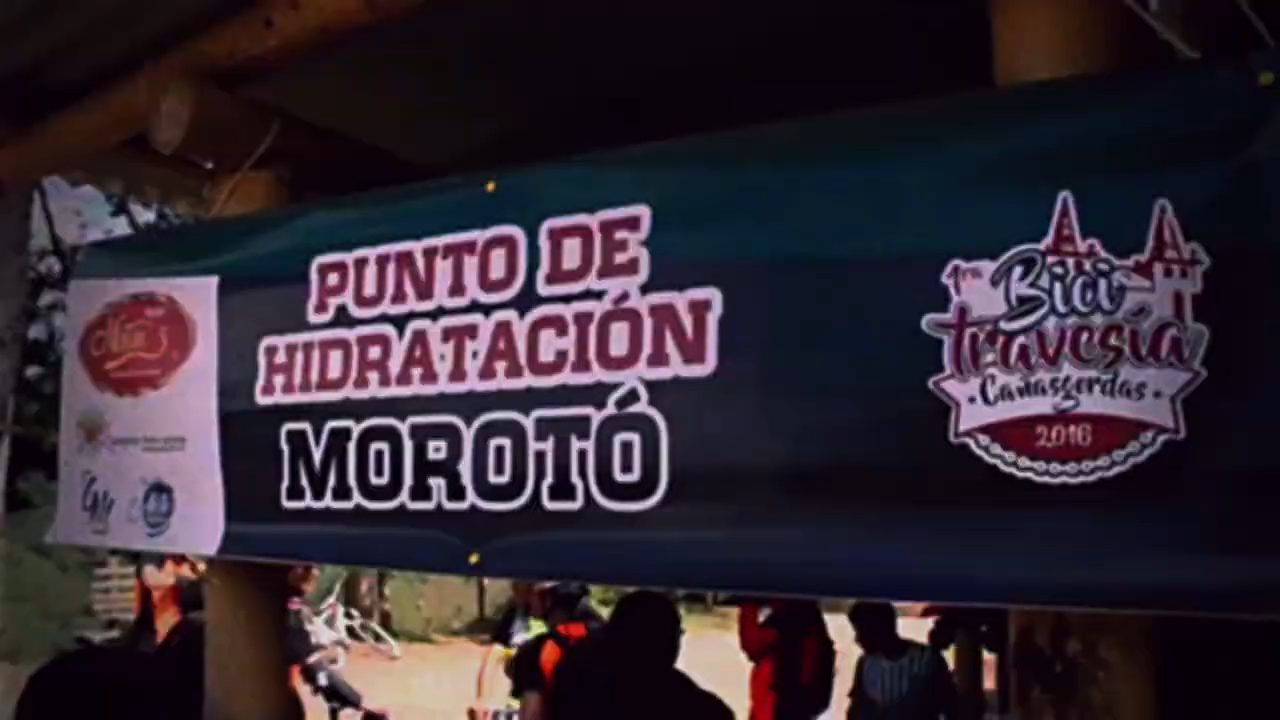 PUNTO DE
HIDRATACIÓN
MOROTÓ
1ra Bici
travesía
Cañasgordas
2016